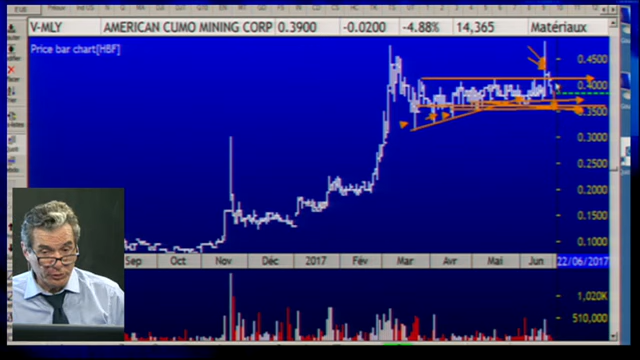 V-MLY AMERICAN CUMO MINING CORP 0.3900 -0.0200 -4.88% 14,365 Matériaux
Price bar chart[HBF]
0.4500
0.4000
0.3500
0.3000
0.2500
0.2000
0.1500
0.1000
Sep Oct Nov Déc 2017 Fév Mar Avr Mai Jun 22/06/2017
1,020K
510,000